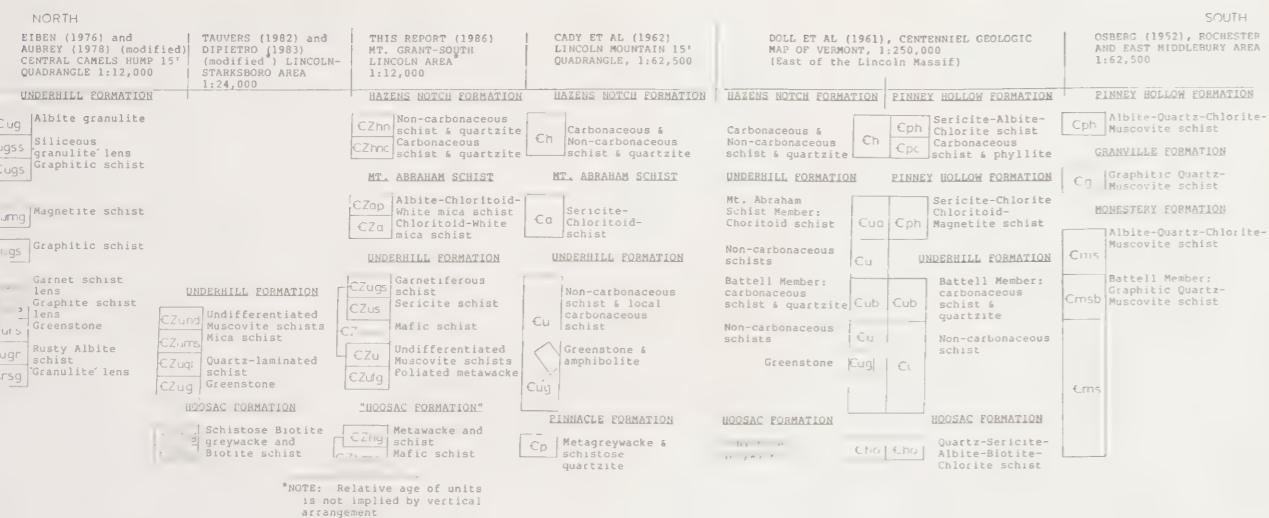 NORTH
SOUTH
EIBEN (1976) and
AUBREY (1978) (modified)
CENTRAL CAMELS HUMP 15'
QUADRANGLE 1:12,000
UNDERHILL FORMATION
Albite granulite
ugss
Siliceous
granulite lens
Graphitic schist
Magnetite schist
Graphitic schist
Garnet schist
lens
Graphite schist
lens
Greenstone
Rusty Albite
schist
Granulite lens
TAUVERS (1982) and
DIPIETRO (1983)
(modified*) LINCOLN-
STARKSBORO AREA
1:24,000
UNDERHILL FORMATION
Undifferentiated
Muscovite schists
CZums
Mica schist
Quartz-laminated
schist
CZug
Greenstone
HOOSAC FORMATION
Schistose Biotite
greywacke and
Biotite schist
THIS REPORT (1986)
MT. GRANT-SOUTH
LINCOLN AREA*
1:12,000
HAZENS NOTCH FORMATION
CZhn
Non-carbonaceous
schist & quartzite
CZhnc
Carbonaceous
schist & quartzite
MT. ABRAHAM SCHIST
CZap
Albite-Chloritoid-
White mica schist
CZa
Chloritoid-White
mica schist
UNDERHILL FORMATION
CZugs
Garnetiferous
schist
CZus
Sericite schist
Mafic schist
CZu
Undifferentiated
Muscovite schists
CZufg
Foliated metawacke
"HOOSAC FORMATION"
CZhg
Metawacke and
schist
Mafic schist
*NOTE: Relative age of units
is not implied by vertical
arrangement
CADY ET AL (1962)
LINCOLN MOUNTAIN 15'
QUADRANGLE, 1:62,500
HAZENS NOTCH FORMATION
Ch
Carbonaceous &
Non-carbonaceous
schist & quartzite
MT. ABRAHAM SCHIST
Ca
Sericite-
Chloritoid-
schist
UNDERHILL FORMATION
Cu
Non-carbonaceous
schist & local
carbonaceous
schist
Cug
Greenstone &
amphibolite
PINNACLE FORMATION
Cp
Metagreywacke &
schistose
quartzite
DOLL ET AL (1961), CENTENNIEL GEOLOGIC
MAP OF VERMONT, 1:250,000
(East of the Lincoln Massif)
HAZENS NOTCH FORMATION
Carbonaceous &
Non-carbonaceous
schist & quartzite
Ch
UNDERHILL FORMATION
Mt. Abraham
Schist Member:
Choritoid schist
Cua
Non-carbonaceous
schists
Cu
Battell Member:
carbonaceous
schist & quartzite
Cub
Non-carbonaceous
schists
Cu
Greenstone
Cug
HOOSAC FORMATION
Cho
PINNEY HOLLOW FORMATION
Cph
Sericite-Albite-
Chlorite schist
Cpc
Carbonaceous
schist & phyllite
PINNEY HOLLOW FORMATION
Cph
Sericite-Chlorite
Chloritoid-
Magnetite schist
UNDERHILL FORMATION
Cub
Battell Member:
carbonaceous
schist &
quartzite
Non-carbonaceous
schist
HOOSAC FORMATION
Cho
Quartz-Sericite-
Albite-Biotite-
Chlorite schist
OSBERG (1952), ROCHESTER
AND EAST MIDDLEBURY AREA
1:62,500
PINNEY HOLLOW FORMATION
Cph
Albite-Quartz-Chlorite-
Muscovite schist
GRANVILLE FORMATION
Cg
Graphitic Quartz-
Muscovite schist
MONESTERY FORMATION
Albite-Quartz-Chlorite-
Muscovite schist
Cms
Battell Member:
Cmsb
Graphitic Quartz-
Muscovite schist
Cms